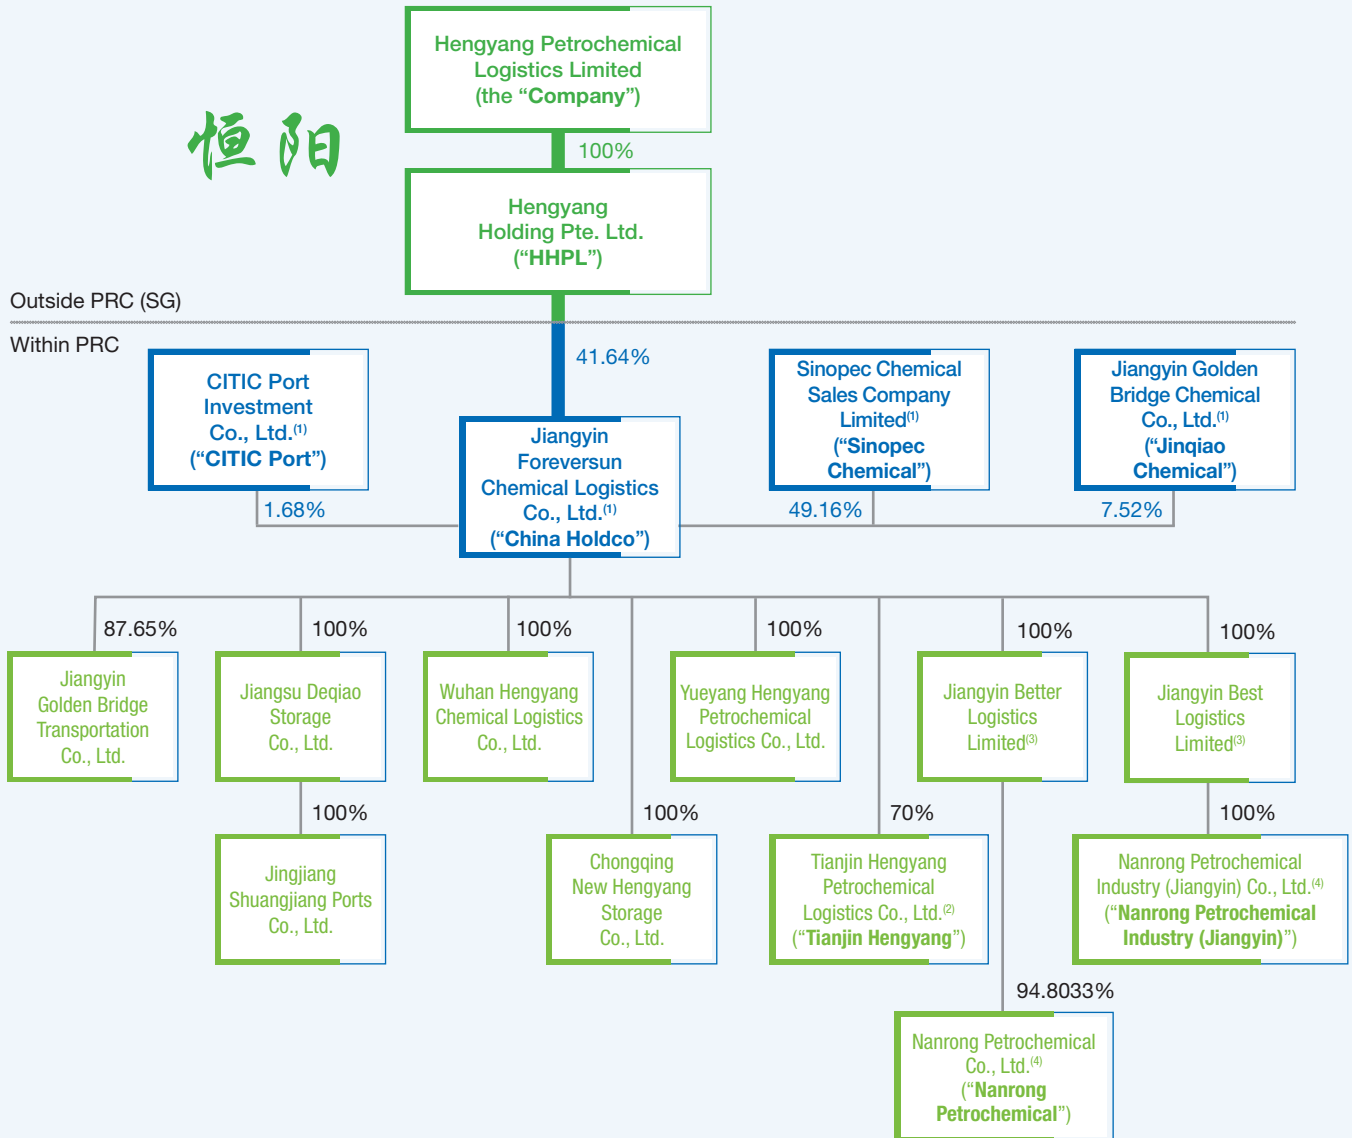 Hengyang Petrochemical
Logistics Limited
(the “Company”)
恒阳
100%
Hengyang
Holding Pte. Ltd.
(“HHPL”)
Outside PRC (SG)
Within PRC
41.64%
CITIC Port
Investment
Co., Ltd.(1)
(“CITIC Port”)
Sinopec Chemical
Sales Company
Limited(1)
(“Sinopec
Chemical”)
Jiangyin Golden
Bridge Chemical
Co., Ltd.(1)
(“Jinqiao
Chemical”)
Jiangyin
Foreversun
Chemical Logistics
Co., Ltd.(1)
(“China Holdco”)
1.68%
49.16%
7.52%
87.65%
100%
100%
100%
100%
100%
Jiangyin
Golden Bridge
Transportation
Co., Ltd.
Jiangsu Deqiao
Storage
Co., Ltd.
Wuhan Hengyang
Chemical Logistics
Co., Ltd.
Yueyang Hengyang
Petrochemical
Logistics Co., Ltd.
Jiangyin Better
Logistics
Limited(3)
Jiangyin Best
Logistics
Limited(3)
100%
100%
70%
100%
Jingjiang
Shuangjiang Ports
Co., Ltd.
Chongqing
New Hengyang
Storage
Co., Ltd.
Tianjin Hengyang
Petrochemical
Logistics Co., Ltd.(2)
(“Tianjin Hengyang”)
Nanrong Petrochemical
Industry (Jiangyin) Co., Ltd.(4)
(“Nanrong Petrochemical
Industry (Jiangyin)”)
94.8033%
Nanrong Petrochemical
Co., Ltd.(4)
(“Nanrong
Petrochemical”)